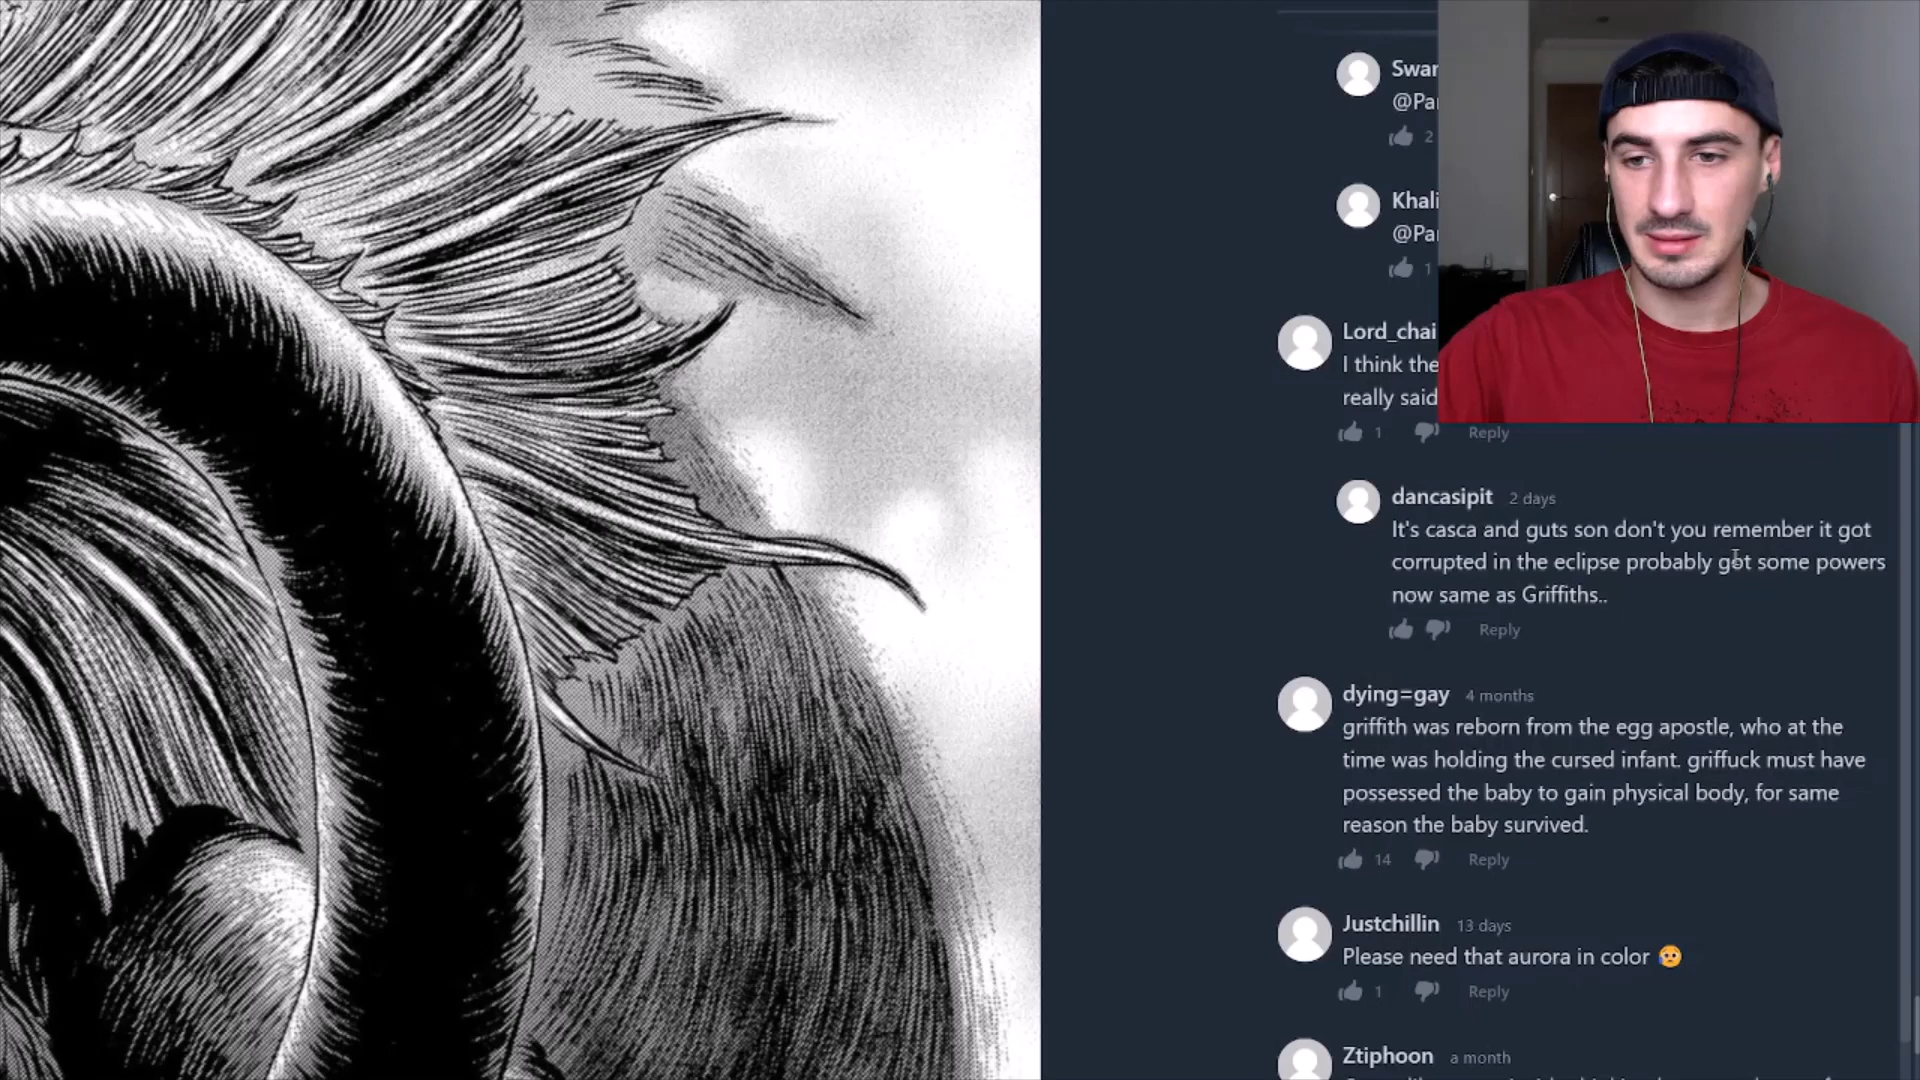 Swar
@Par
2
Khali
@Par
1
Lord_chai
I think the
really said
1 Reply
dancasipit 2 days
It's casca and guts son don't you remember it got
corrupted in the eclipse probably got some powers
now same as Griffiths..
Reply
dying=gay 4 months
griffith was reborn from the egg apostle, who at the
time was holding the cursed infant. griffuck must have
possessed the baby to gain physical body, for same
reason the baby survived.
14 Reply
Justchillin 13 days
Please need that aurora in color 😥
1 Reply
Ztiphoon a month